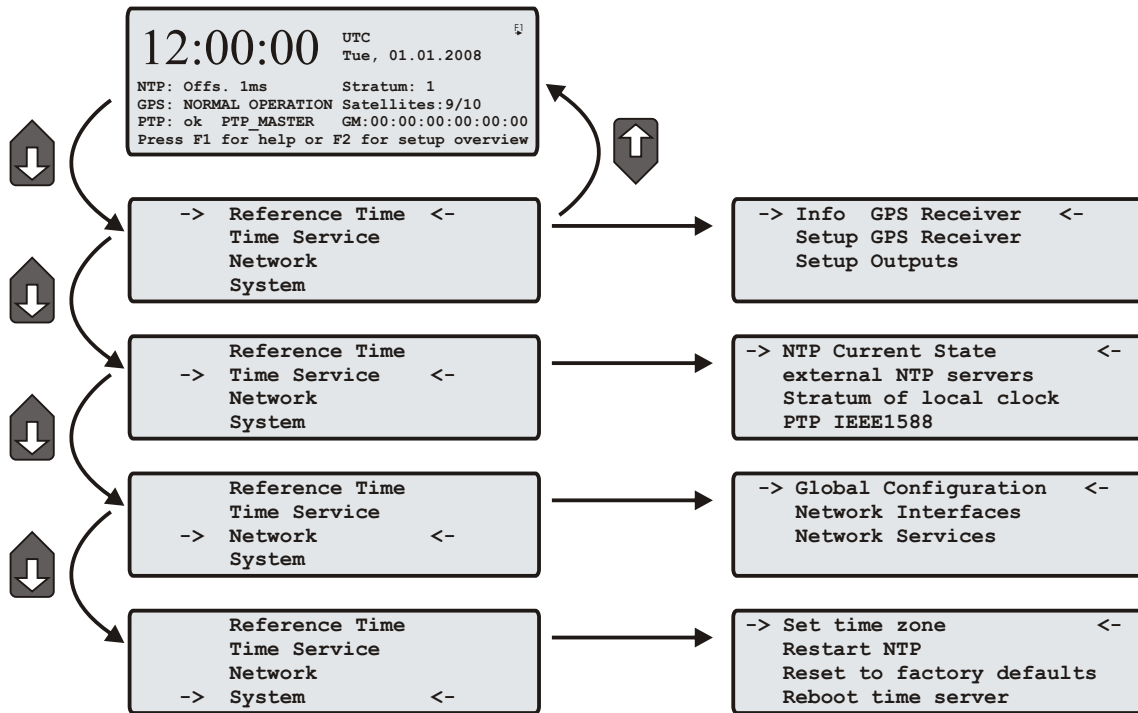 12:00:00 UTC F1
Tue, 01.01.2008
NTP: Offs. 1ms Stratum: 1
GPS: NORMAL OPERATION Satellites:9/10
PTP: ok PTP_MASTER GM:00:00:00:00:00:00
Press F1 for help or F2 for setup overview
-> Reference Time <-
Time Service
Network
System
-> Info GPS Receiver <-
Setup GPS Receiver
Setup Outputs
Reference Time
-> Time Service <-
Network
System
-> NTP Current State <-
external NTP servers
Stratum of local clock
PTP IEEE1588
Reference Time
Time Service
-> Network <-
System
-> Global Configuration <-
Network Interfaces
Network Services
Reference Time
Time Service
Network
-> System <-
-> Set time zone <-
Restart NTP
Reset to factory defaults
Reboot time server